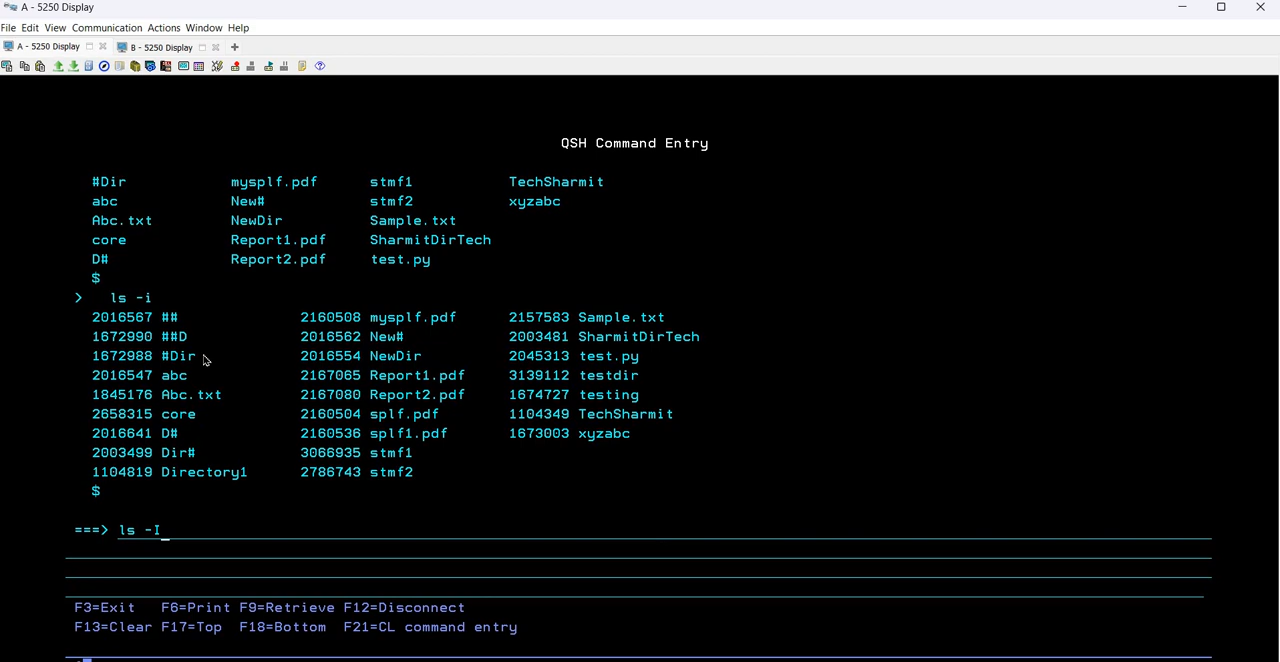 A - 5250 Display
File Edit View Communication Actions Window Help
A - 5250 Display B - 5250 Display
QSH Command Entry
#Dir mysplf.pdf stmf1 TechSharmit
abc New# stmf2 xyzabc
Abc.txt NewDir Sample.txt
core Report1.pdf SharmitDirTech
D# Report2.pdf test.py
$
> ls -i
2016567 ## 2160508 mysplf.pdf 2157583 Sample.txt
1672990 ##D 2016562 New# 2003481 SharmitDirTech
1672988 #Dir 2016554 NewDir 2045313 test.py
2016547 abc 2167065 Report1.pdf 3139112 testdir
1845176 Abc.txt 2167080 Report2.pdf 1674727 testing
2658315 core 2160504 splf.pdf 1104349 TechSharmit
2016641 D# 2160536 splf1.pdf 1673003 xyzabc
2003499 Dir# 3066935 stmf1
1104819 Directory1 2786743 stmf2
$
===> ls -I
F3=Exit F6=Print F9=Retrieve F12=Disconnect
F13=Clear F17=Top F18=Bottom F21=CL command entry